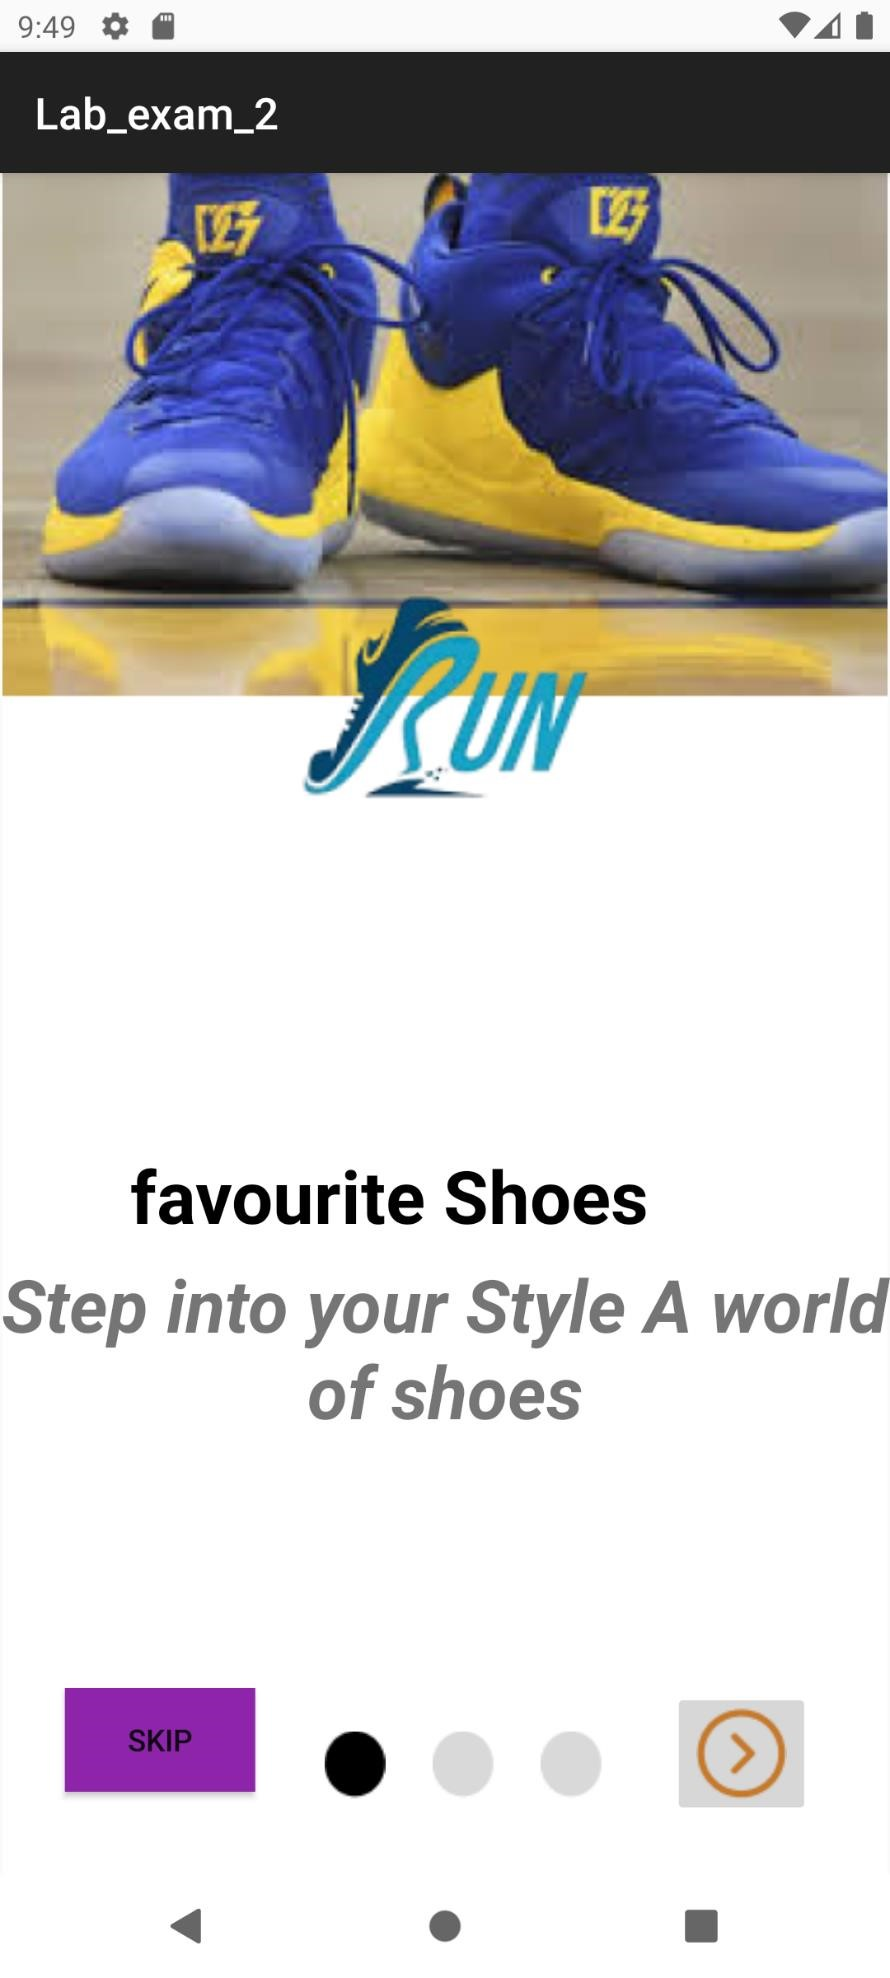 9:49
Lab_exam_2
RUN
favourite Shoes
Step into your Style A world
of shoes
SKIP